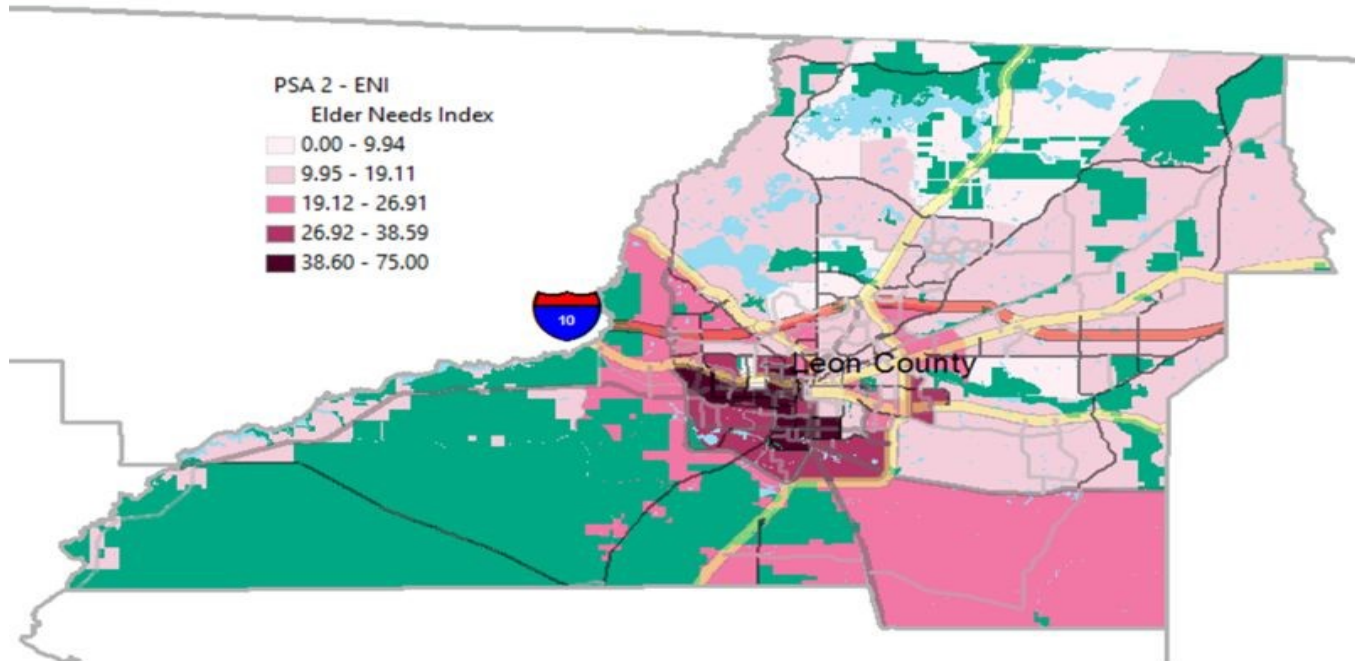 PSA 2 - ENI
Elder Needs Index
0.00 - 9.94
9.95 - 19.11
19.12 - 26.91
26.92 - 38.59
38.60 - 75.00
10
Leon County